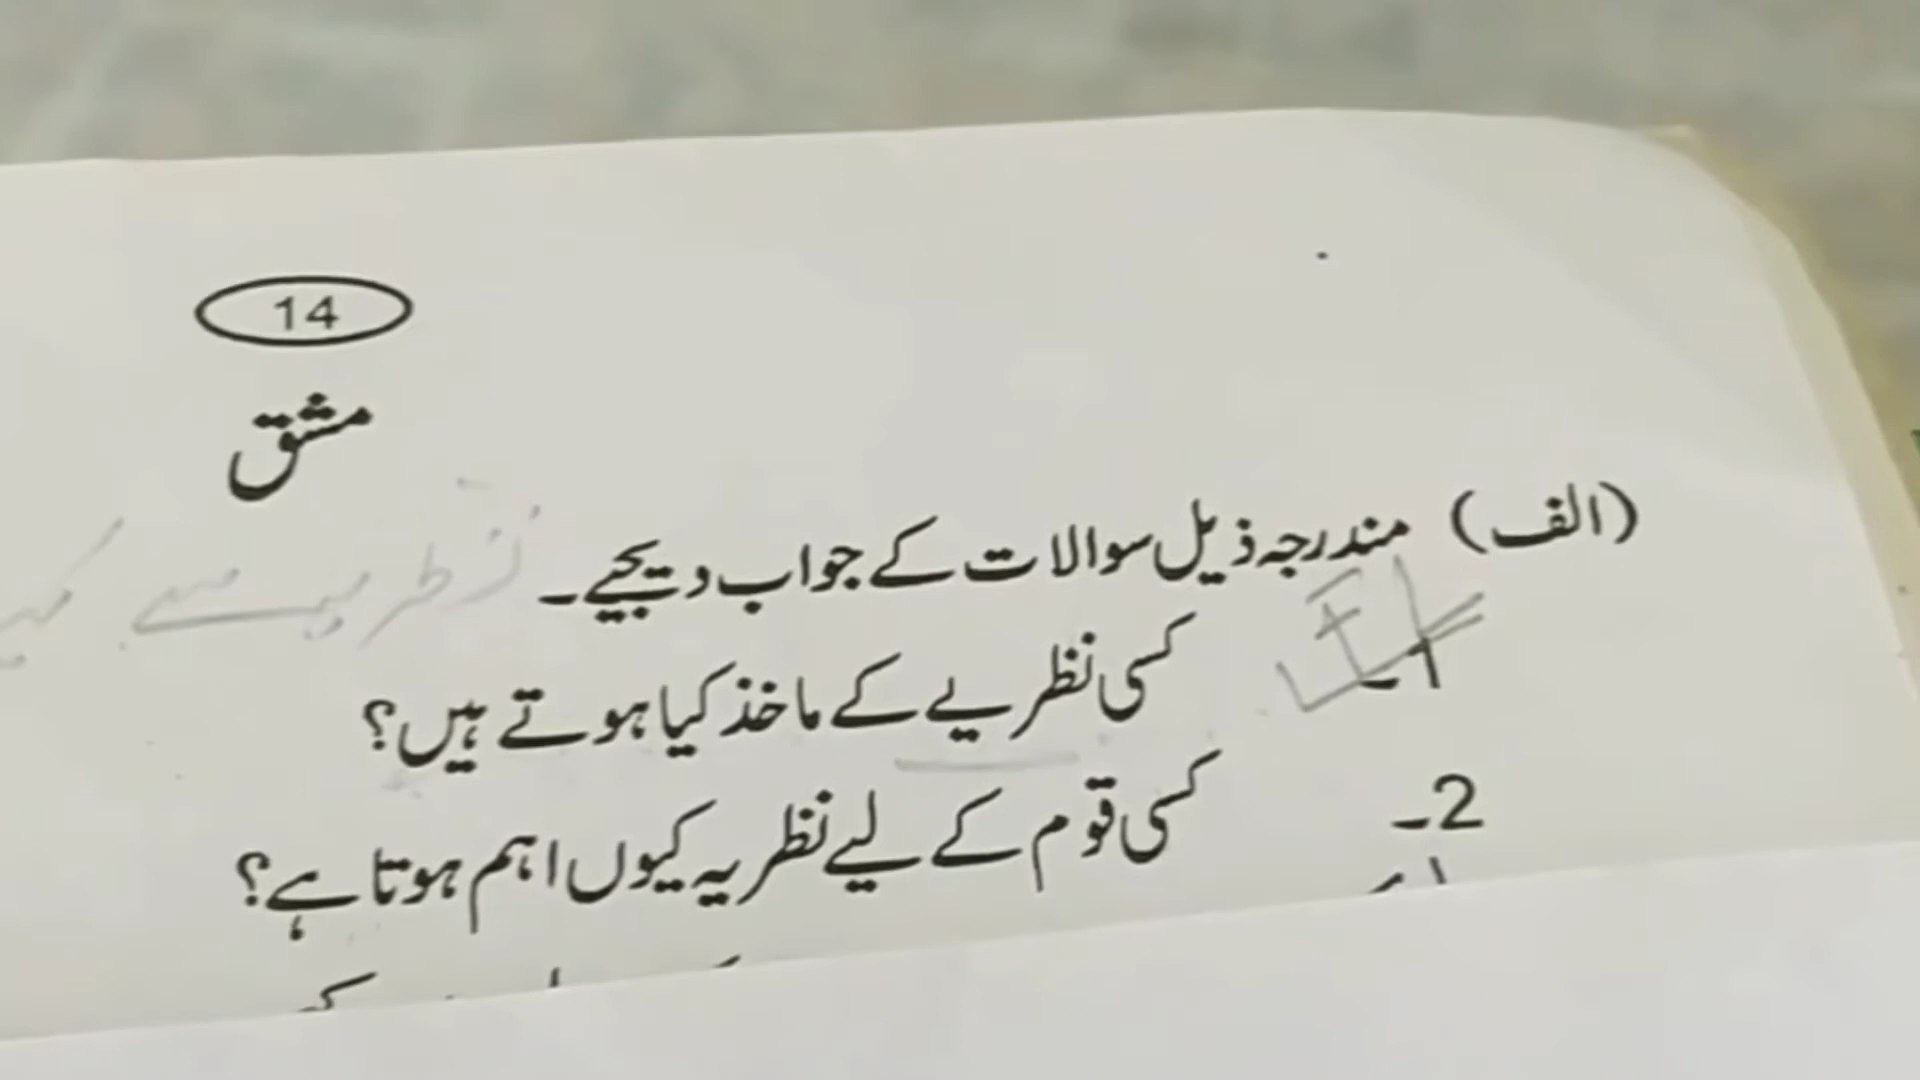 14
مشق
(الف) مندرجہ ذیل سوالات کے جواب دیجیے۔
1۔ کسی نظریے کے ماخذ کیا ہوتے ہیں؟
2۔ کسی قوم کے لیے نظریہ کیوں اہم ہوتا ہے؟